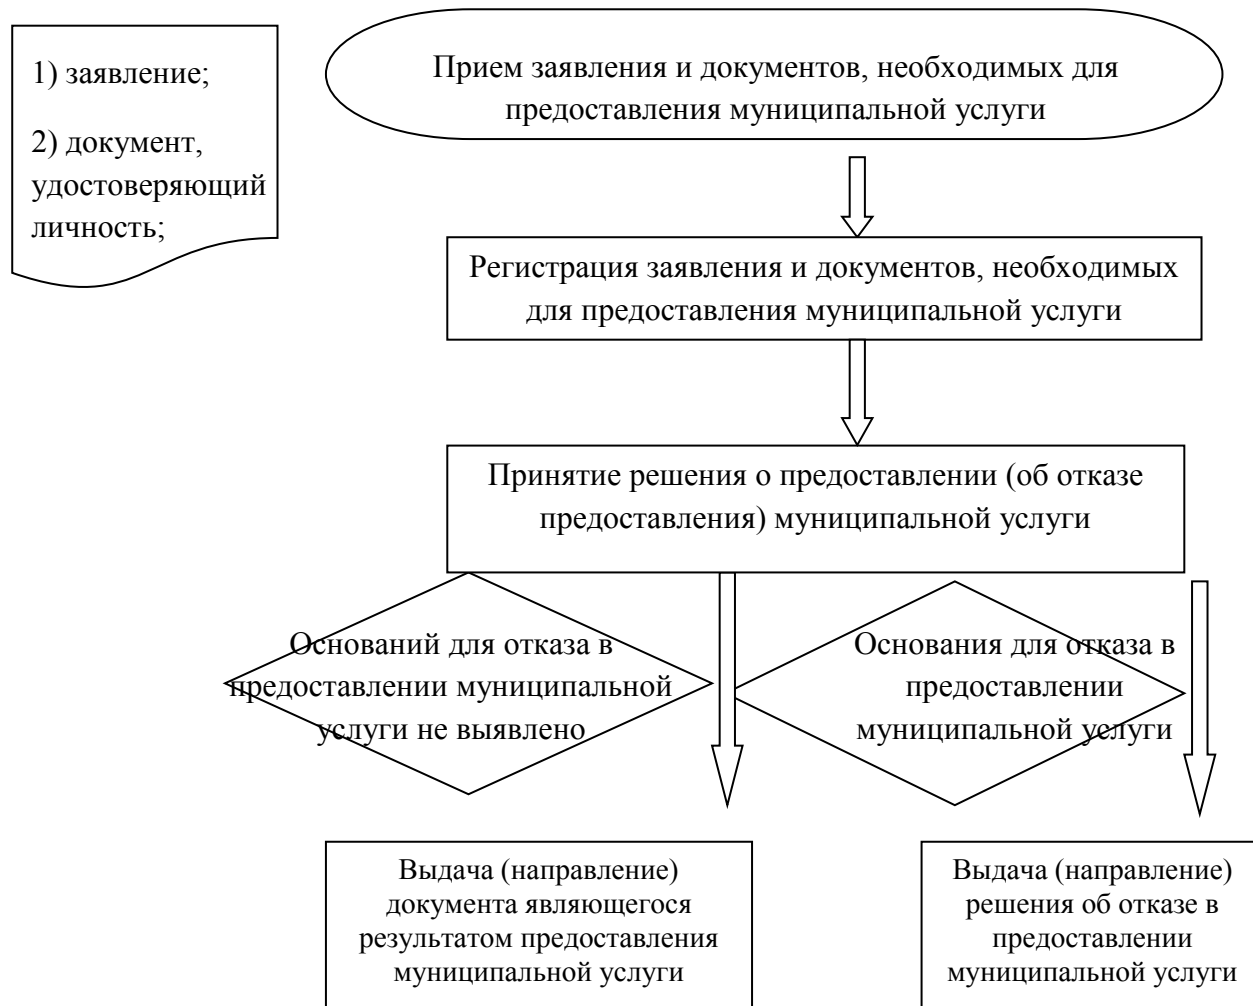 1) заявление;
2) документ,
удостоверяющий
личность;
Прием заявления и документов, необходимых для
предоставления муниципальной услуги
Регистрация заявления и документов, необходимых
для предоставления муниципальной услуги
Принятие решения о предоставлении (об отказе
предоставления) муниципальной услуги
Оснований для отказа в
предоставлении муниципальной
услуги не выявлено
Основания для отказа в
предоставлении
муниципальной услуги
Выдача (направление)
документа являющегося
результатом предоставления
муниципальной услуги
Выдача (направление)
решения об отказе в
предоставлении
муниципальной услуги